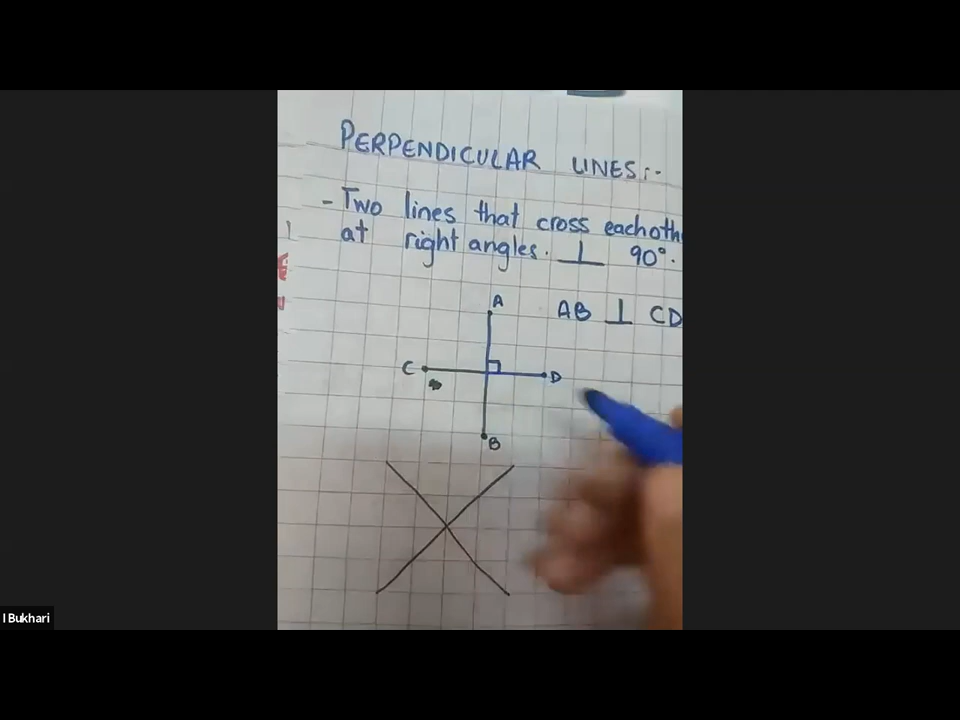 PERPENDICULAR LINES:-
- Two lines that cross eachoth
at right angles. ⊥ 90°.
AB ⊥ CD
A
C
D
B
I Bukhari